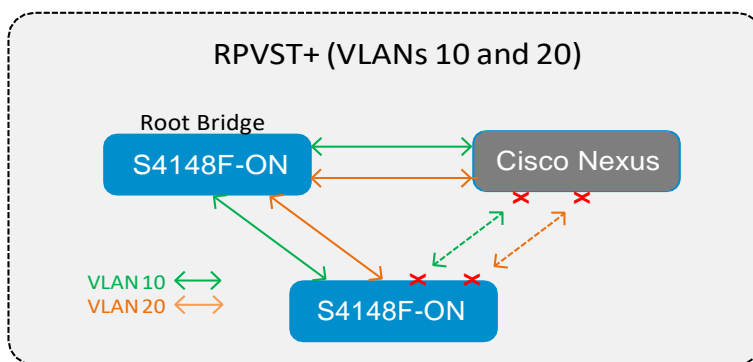 RPVST+ (VLANs 10 and 20)
Root Bridge
S4148F-ON
Cisco Nexus
VLAN 10
VLAN 20
S4148F-ON